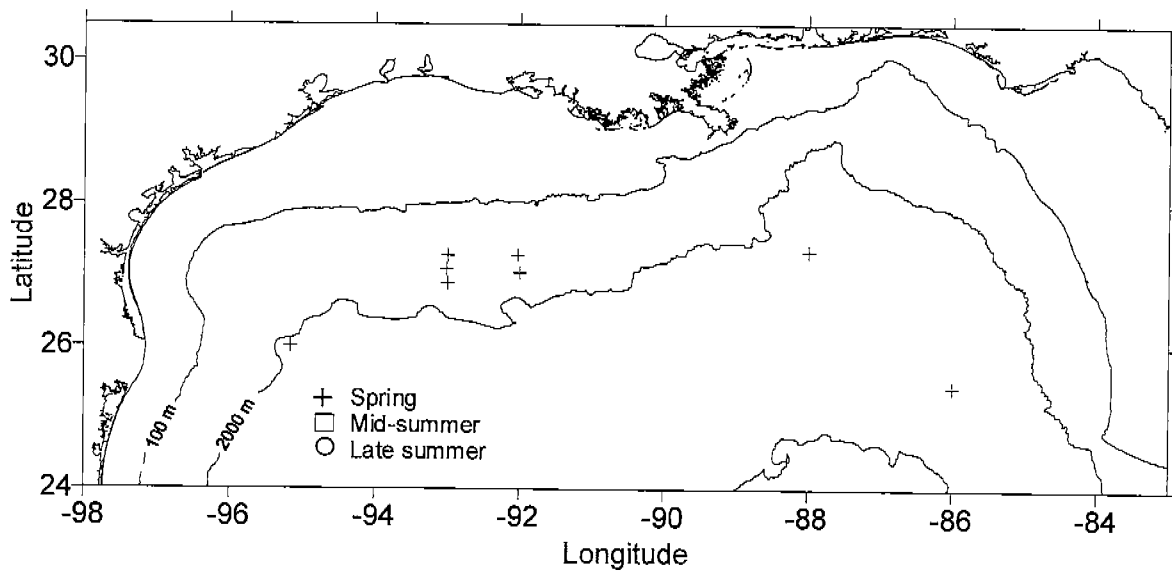 30
28
26
24
Latitude
100 m
2000 m
Spring
Mid-summer
Late summer
-98 -96 -94 -92 -90 -88 -86 -84
Longitude